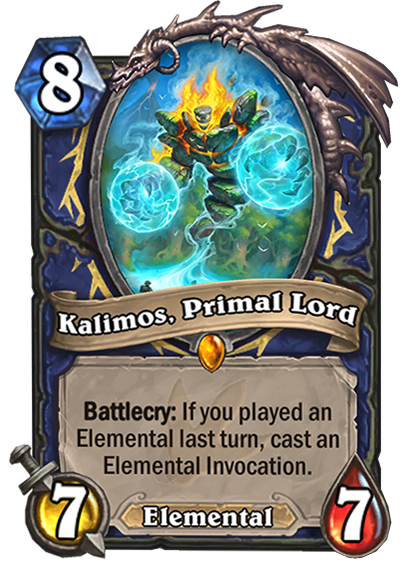 8
Kalimos, Primal Lord
Battlecry: If you played an
Elemental last turn, cast an
Elemental Invocation.
7
Elemental
7